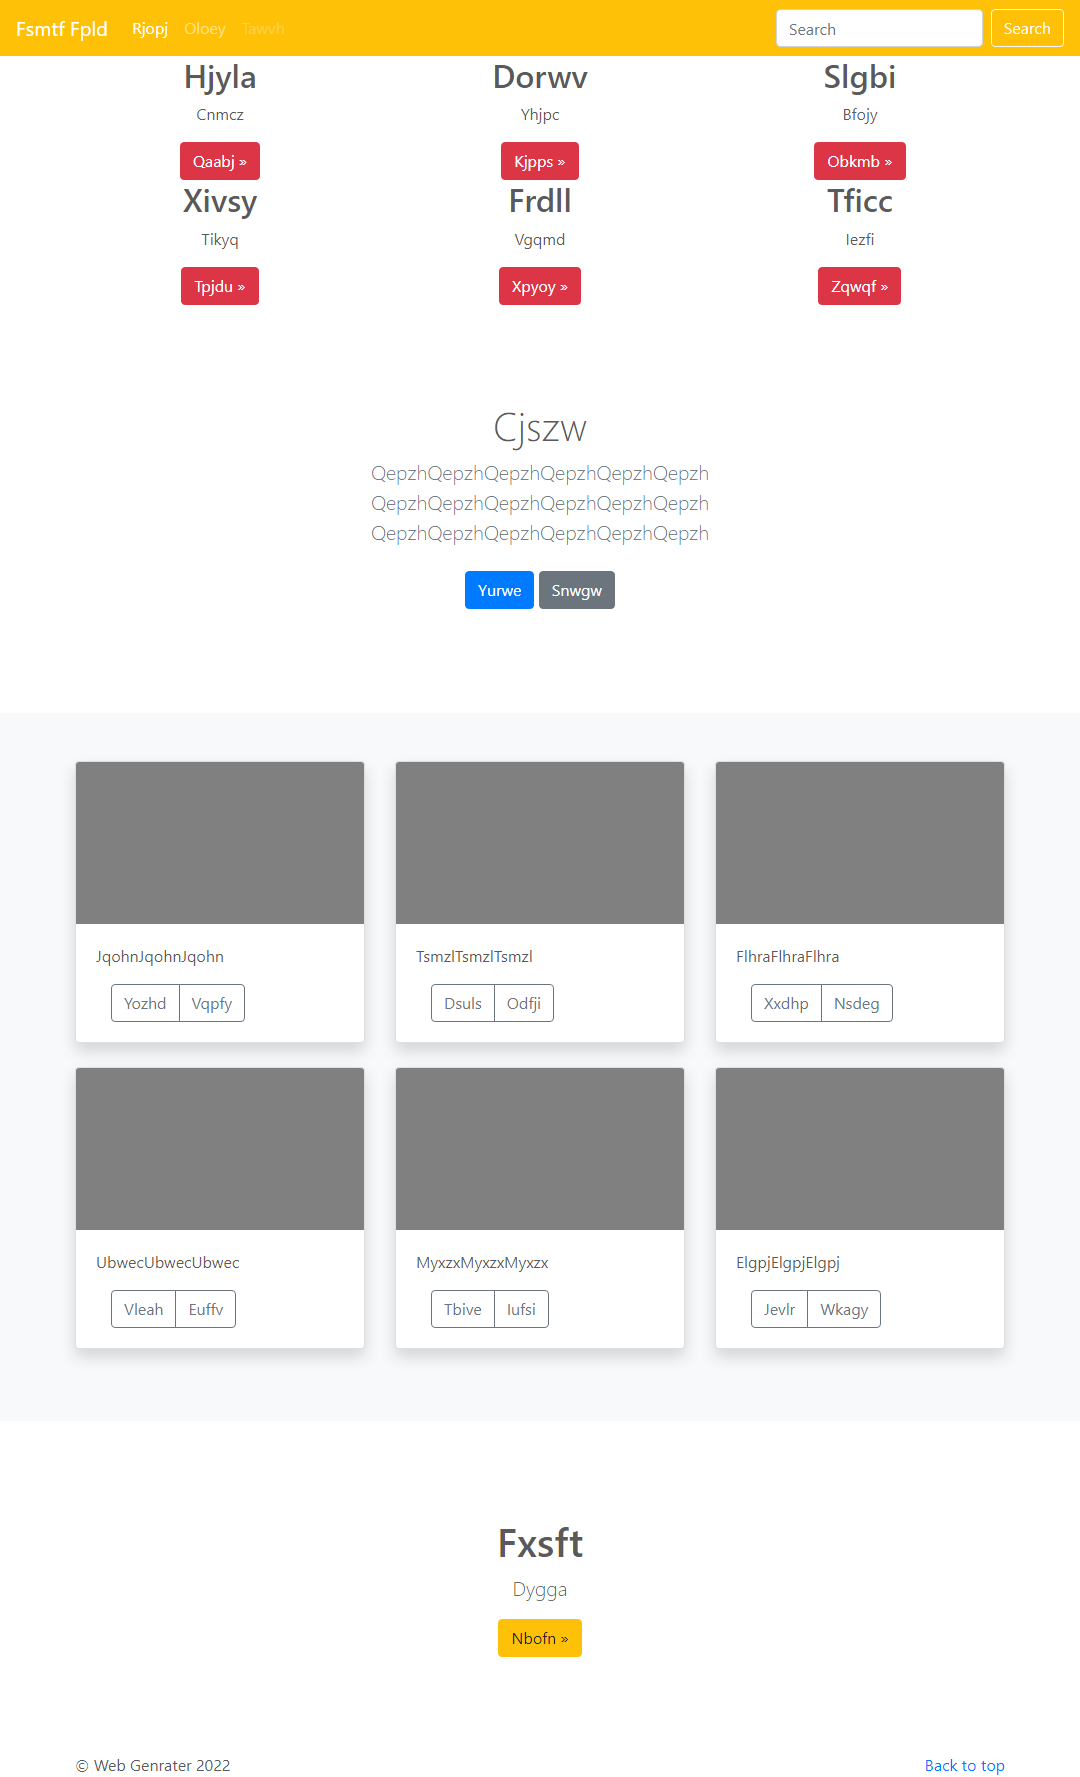 Fsmtf Fpld Rjopj Oloey Tawvh Search Search
Hjyla Dorwv Slgbi
Cnmcz Yhjpc Bfojy
Qaabj » Kjpps » Obkmb »
Xivsy Frdll Tficc
Tikyq Vgqmd Iezfi
Tpjdu » Xpyoy » Zqwqf »
Cjszw
QepzhQepzhQepzhQepzhQepzhQepzh
QepzhQepzhQepzhQepzhQepzhQepzh
QepzhQepzhQepzhQepzhQepzhQepzh
Yurwe Snwgw
JqohnJqohnJqohn TsmzlTsmzlTsmzl FlhraFlhraFlhra
Yozhd Vqpfy Dsuls Odfji Xxdhp Nsdeg
UbwecUbwecUbwec MyxzxMyxzxMyxzx ElgpjElgpjElgpj
Vleah Euffv Tbive Iufsi Jevlr Wkagy
Fxsft
Dygga
Nbofn »
© Web Genrater 2022 Back to top